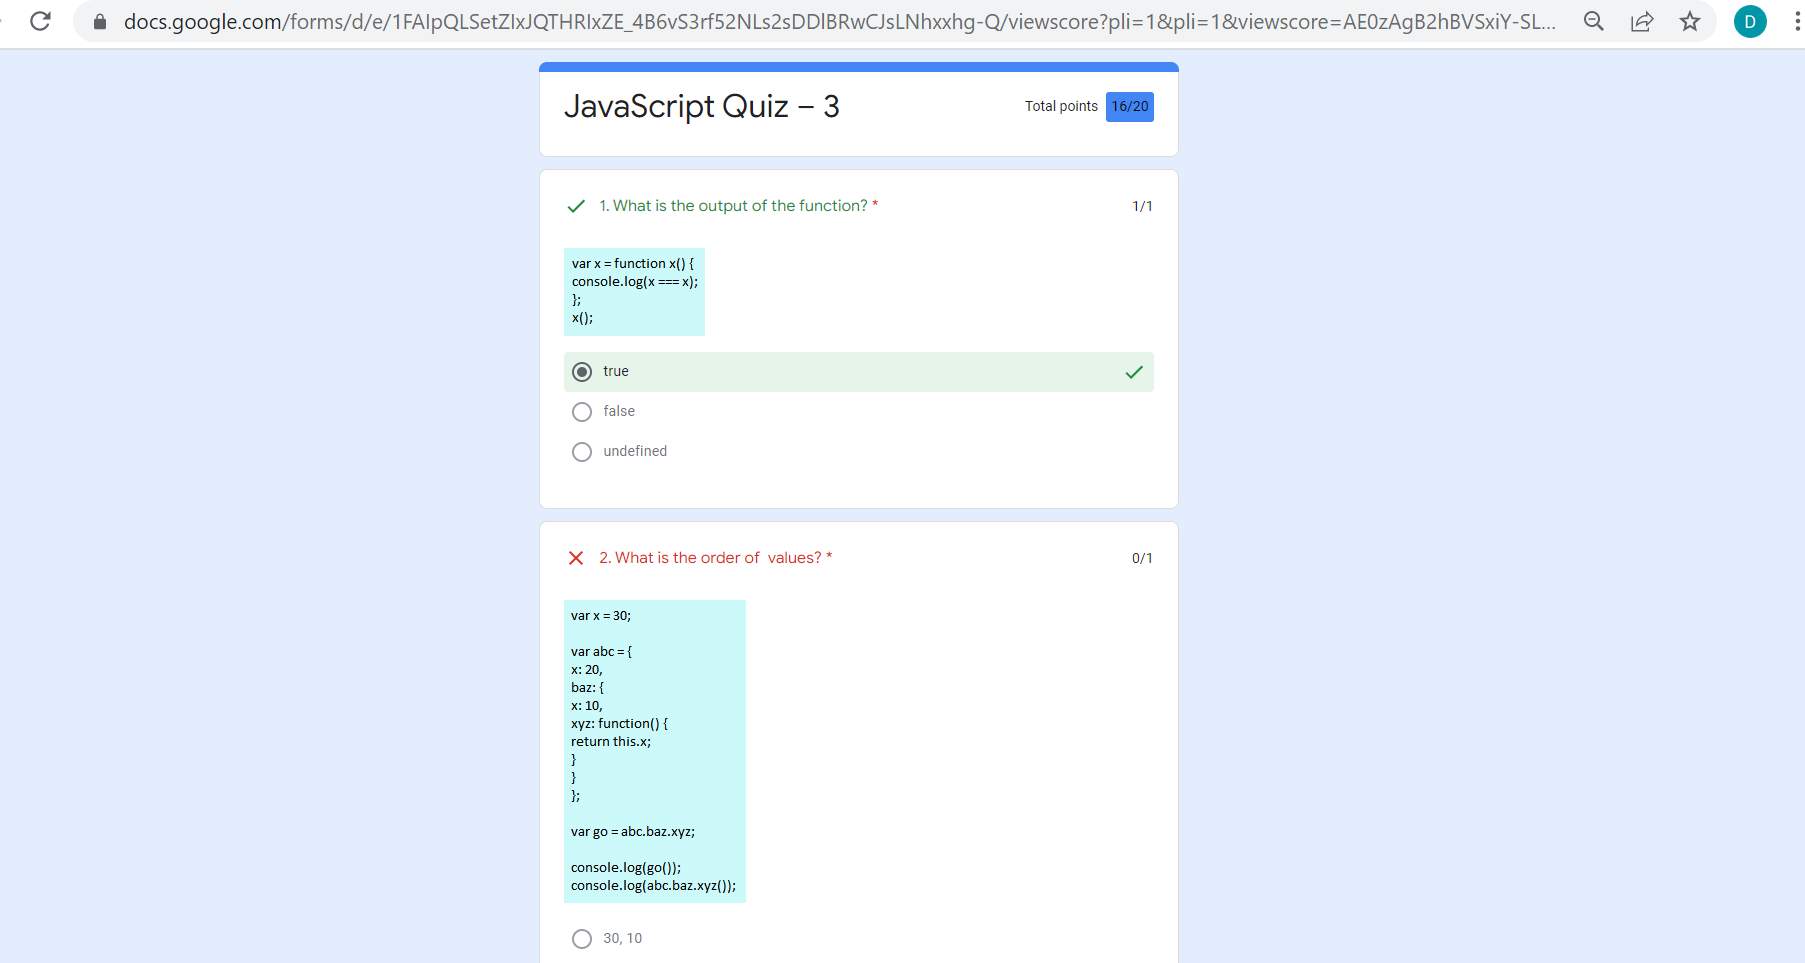 docs.google.com/forms/d/e/1FAIpQLSetZIxJQTHRIxZE_4B6vS3rf52NLs2sDDlBRwCJsLNhxxhg-Q/viewscore?pli=1&pli=1&viewscore=AE0zAgB2hBVSxiY-SL...
D
JavaScript Quiz – 3
Total points 16/20
1. What is the output of the function? *
1/1
var x = function x() {
console.log(x === x);
};
x();
true
false
undefined
2. What is the order of  values? *
0/1
var x = 30;
var abc = {
x: 20,
baz: {
x: 10,
xyz: function() {
return this.x;
}
}
};
var go = abc.baz.xyz;
console.log(go());
console.log(abc.baz.xyz());
30, 10